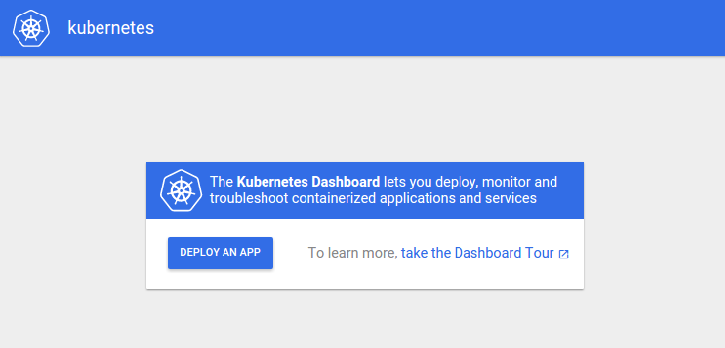 kubernetes
The Kubernetes Dashboard lets you deploy, monitor and
troubleshoot containerized applications and services
DEPLOY AN APP
To learn more, take the Dashboard Tour